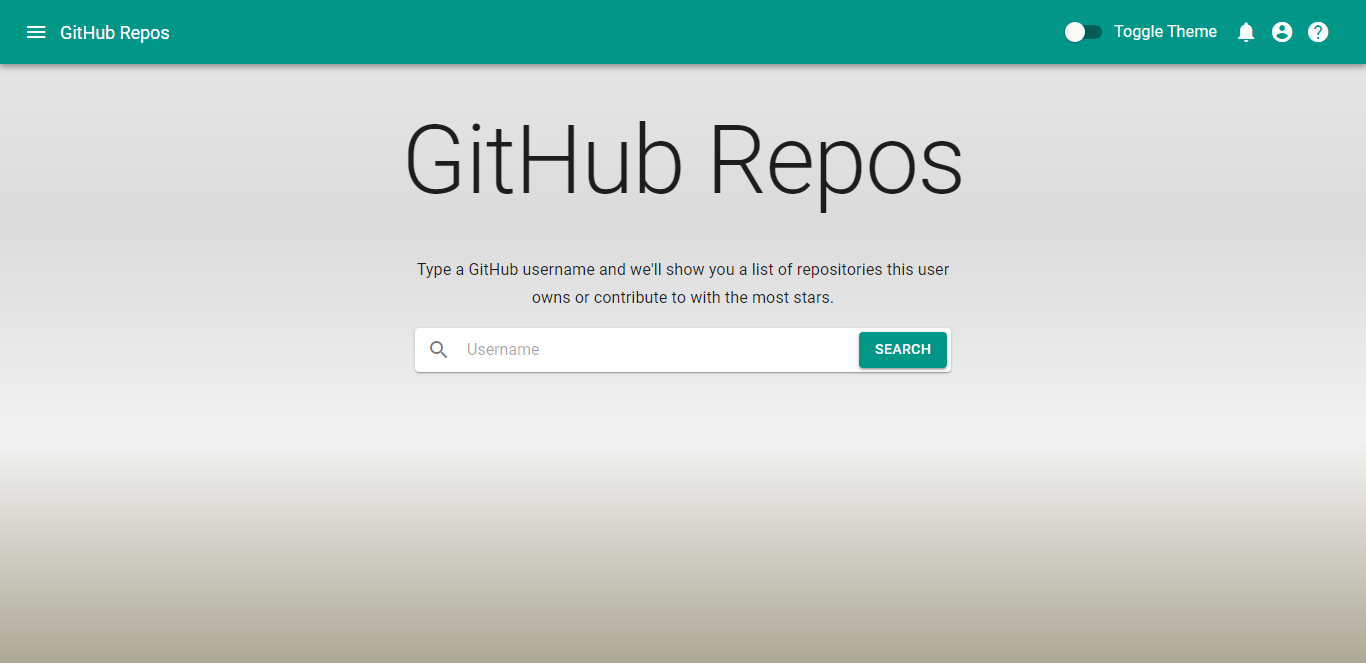 GitHub Repos
Toggle Theme
GitHub Repos
Type a GitHub username and we'll show you a list of repositories this user
owns or contribute to with the most stars.
Username
SEARCH